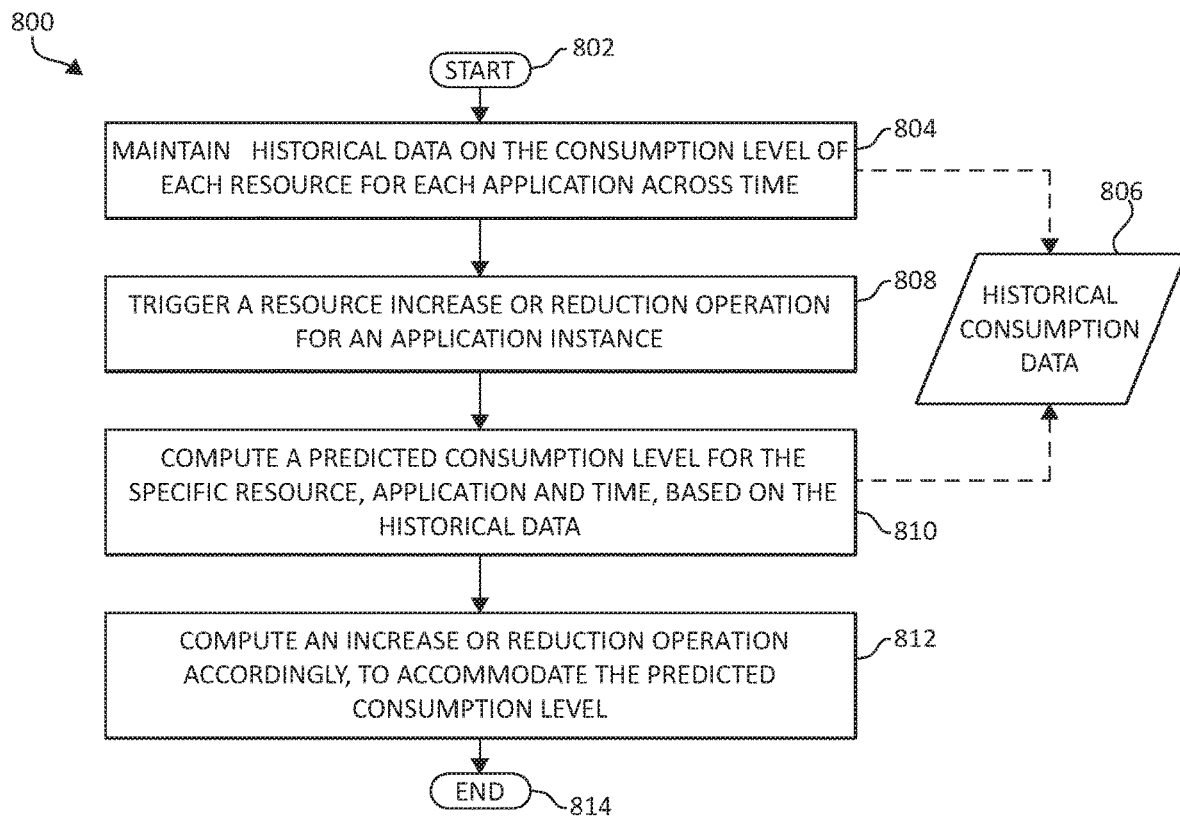 800
802
START
804
MAINTAIN HISTORICAL DATA ON THE CONSUMPTION LEVEL OF
EACH RESOURCE FOR EACH APPLICATION ACROSS TIME
806
HISTORICAL
CONSUMPTION
DATA
808
TRIGGER A RESOURCE INCREASE OR REDUCTION OPERATION
FOR AN APPLICATION INSTANCE
COMPUTE A PREDICTED CONSUMPTION LEVEL FOR THE
SPECIFIC RESOURCE, APPLICATION AND TIME, BASED ON THE
HISTORICAL DATA
810
812
COMPUTE AN INCREASE OR REDUCTION OPERATION
ACCORDINGLY, TO ACCOMMODATE THE PREDICTED
CONSUMPTION LEVEL
END
814